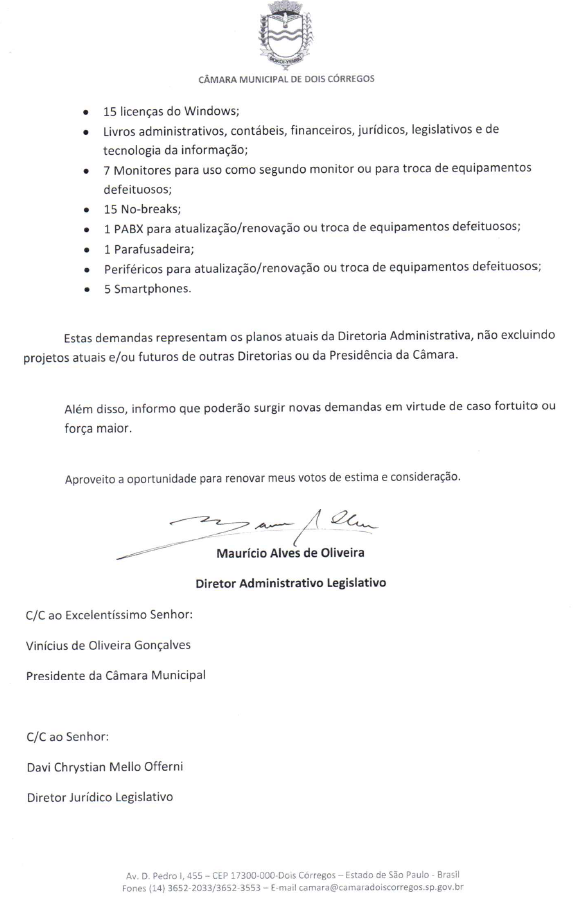 CÂMARA MUNICIPAL DE DOIS CÓRREGOS
• 15 licenças do Windows;
• Livros administrativos, contábeis, financeiros, jurídicos, legislativos e de
tecnologia da informação;
• 7 Monitores para uso como segundo monitor ou para troca de equipamentos
defeituosos;
• 15 No-breaks;
• 1 PABX para atualização/renovação ou troca de equipamentos defeituosos;
• 1 Parafusadeira;
• Periféricos para atualização/renovação ou troca de equipamentos defeituosos;
• 5 Smartphones.
Estas demandas representam os planos atuais da Diretoria Administrativa, não excluindo
projetos atuais e/ou futuros de outras Diretorias ou da Presidência da Câmara.
Além disso, informo que poderão surgir novas demandas em virtude de caso fortuito ou
força maior.
Aproveito a oportunidade para renovar meus votos de estima e consideração.
Maurício Alves de Oliveira
Diretor Administrativo Legislativo
C/C ao Excelentíssimo Senhor:
Vinícius de Oliveira Gonçalves
Presidente da Câmara Municipal
C/C ao Senhor:
Davi Chrystian Mello Offerni
Diretor Jurídico Legislativo
Av. D. Pedro I, 455 – CEP 17300-000-Dois Córregos – Estado de São Paulo - Brasil
Fones (14) 3652-2033/3652-3553 – E-mail camara@camaradoiscorregos.sp.gov.br